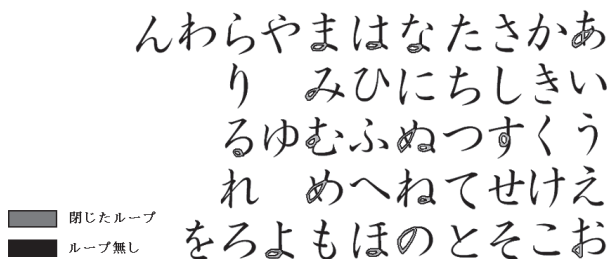 んわらやまはなたさかあ
りみひにちしきい
るゆむふぬつすくう
れめへねてせけえ
をろよもほのとそこお
閉じたループ
ループ無し